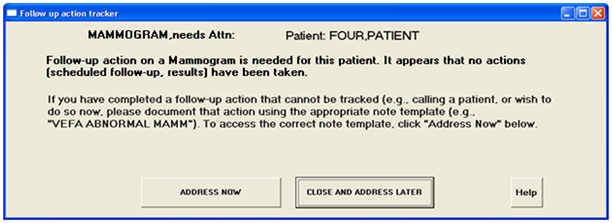 Follow up action tracker
MAMMOGRAM,needs Attn: Patient: FOUR,PATIENT
Follow-up action on a Mammogram is needed for this patient. It appears that no actions
(scheduled follow-up, results) have been taken.
If you have completed a follow-up action that cannot be tracked (e.g., calling a patient, or wish to
do so now, please document that action using the appropriate note template (e.g.,
"VEFA ABNORMAL MAMM"). To access the correct note template, click "Address Now" below.
ADDRESS NOW CLOSE AND ADDRESS LATER Help